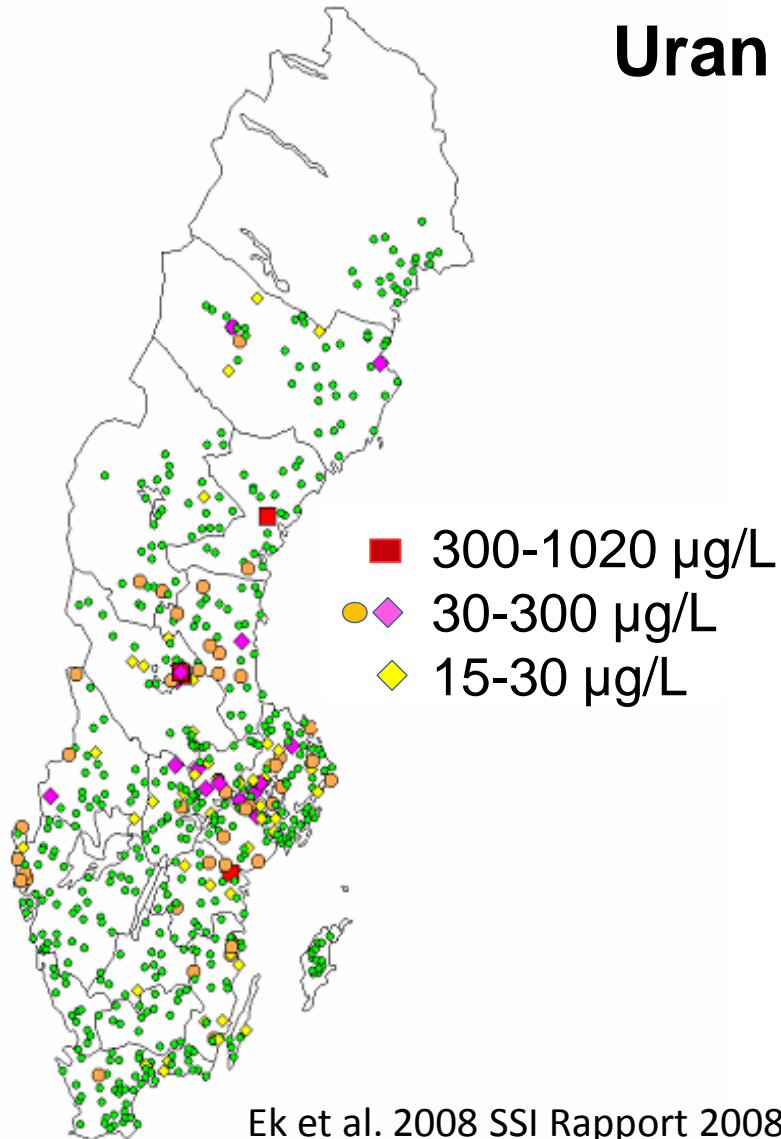 Uran
300-1020 µg/L
30-300 µg/L
15-30 µg/L
Ek et al. 2008 SSI Rapport 2008